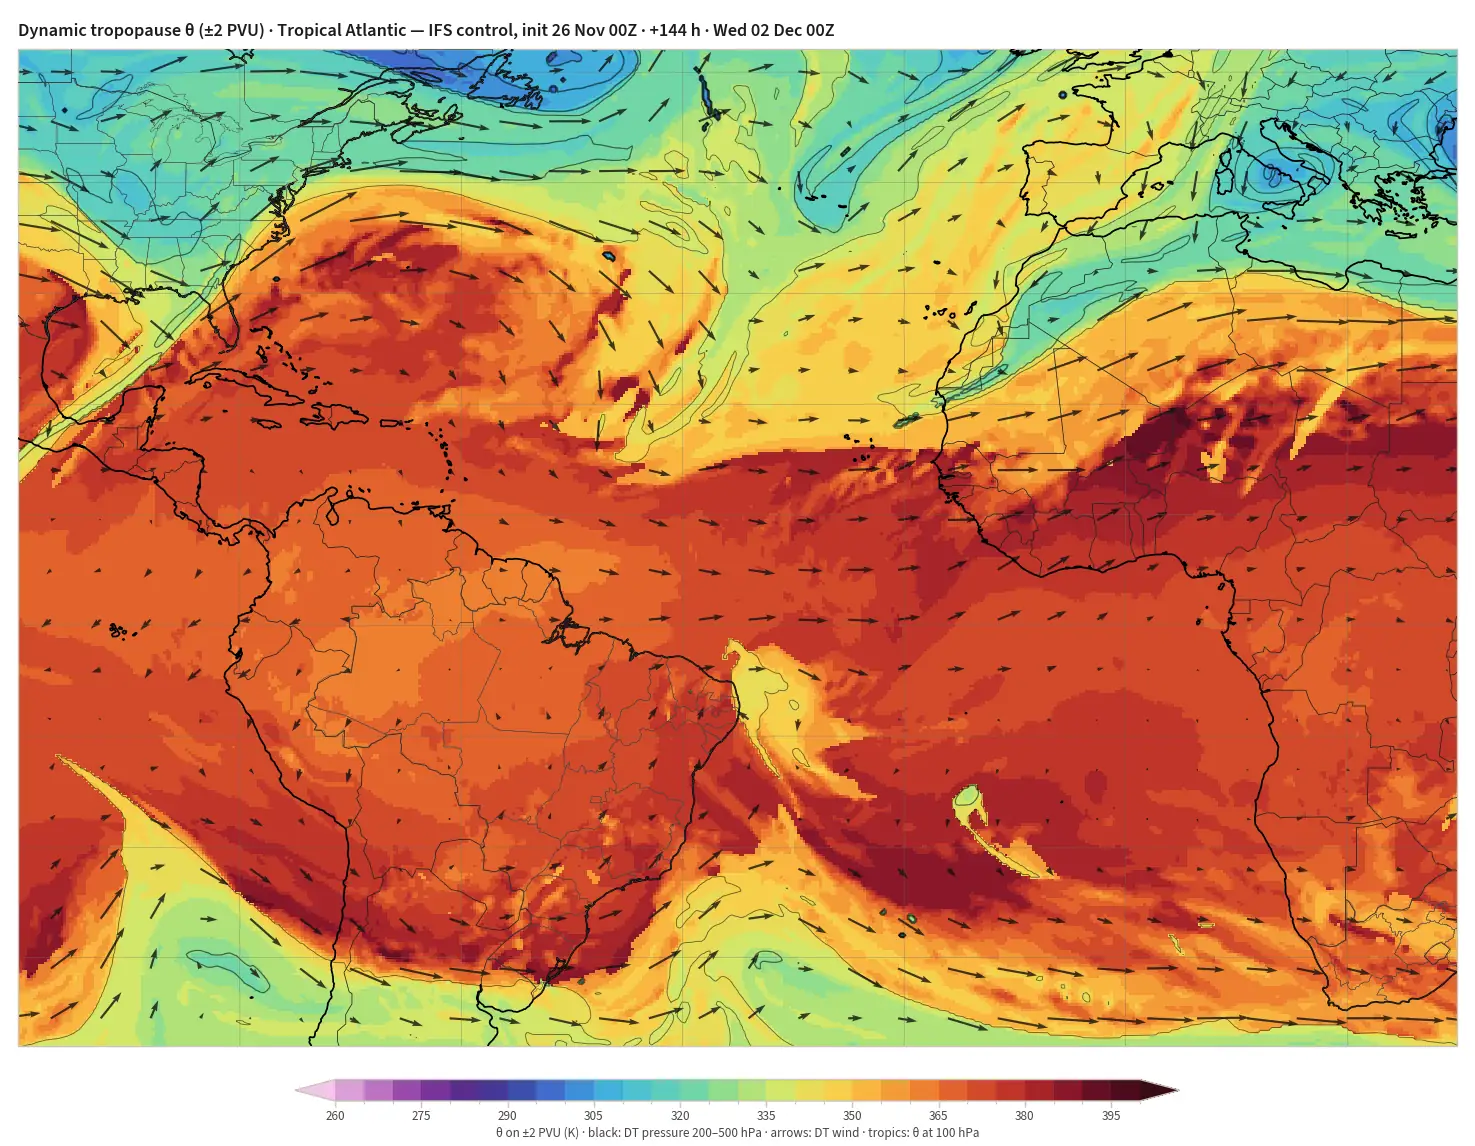 Dynamic tropopause θ (±2 PVU) · Tropical Atlantic — IFS control, init 26 Nov 00Z · +144 h · Wed 02 Dec 00Z
260 275 290 305 320 335 350 365 380 395
θ on ±2 PVU (K) · black: DT pressure 200–500 hPa · arrows: DT wind · tropics: θ at 100 hPa